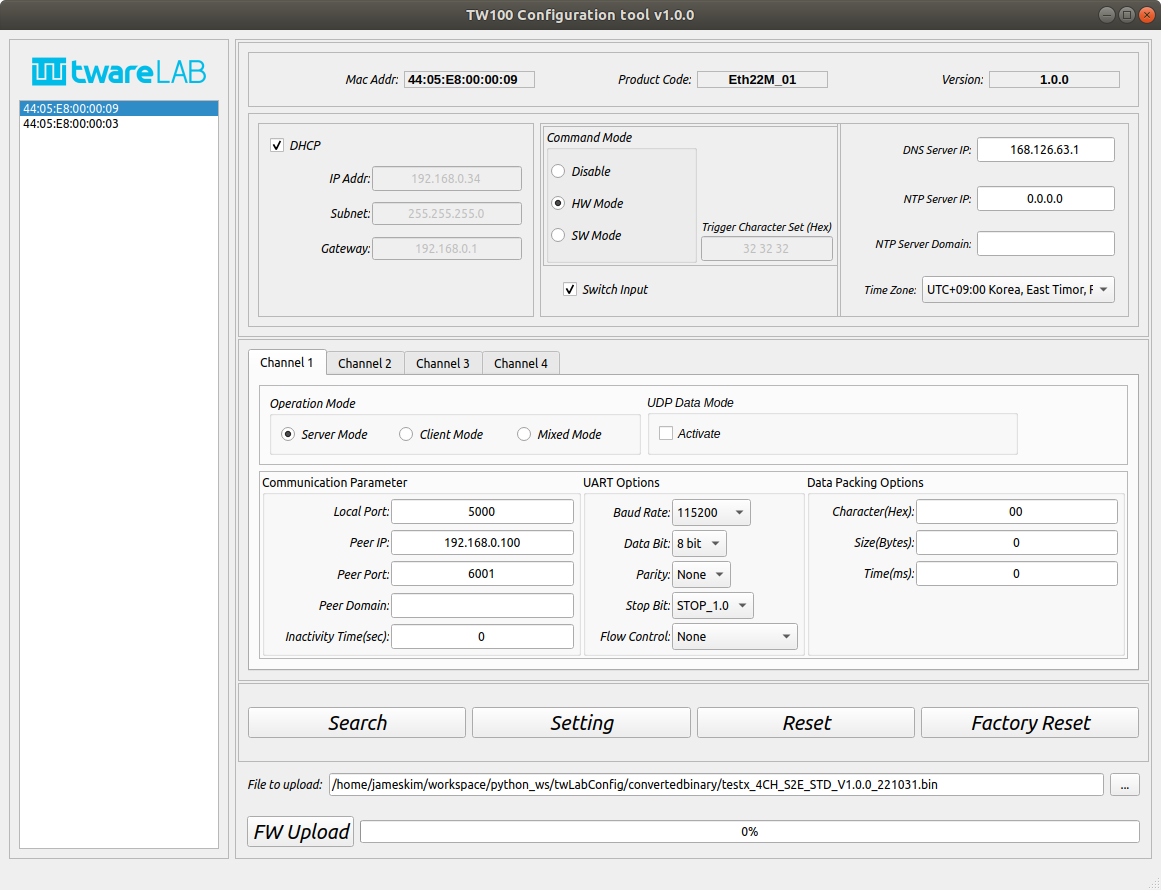 TW100 Configuration tool v1.0.0
twareLAB
44:05:E8:00:00:09
44:05:E8:00:00:03
Mac Addr: 44:05:E8:00:00:09 Product Code: Eth22M_01 Version: 1.0.0
DHCP
IP Addr: 192.168.0.34
Subnet: 255.255.255.0
Gateway: 192.168.0.1
Command Mode
Disable
HW Mode
SW Mode
Trigger Character Set (Hex)
32 32 32
Switch Input
DNS Server IP: 168.126.63.1
NTP Server IP: 0.0.0.0
NTP Server Domain:
Time Zone: UTC+09:00 Korea, East Timor,
Channel 1 Channel 2 Channel 3 Channel 4
Operation Mode
Server Mode Client Mode Mixed Mode
UDP Data Mode
Activate
Communication Parameter
Local Port: 5000
Peer IP: 192.168.0.100
Peer Port: 6001
Peer Domain:
Inactivity Time(sec): 0
UART Options
Baud Rate: 115200
Data Bit: 8 bit
Parity: None
Stop Bit: STOP_1.0
Flow Control: None
Data Packing Options
Character(Hex): 00
Size(Bytes): 0
Time(ms): 0
Search Setting Reset Factory Reset
File to upload: /home/jameskim/workspace/python_ws/twLabConfig/convertedbinary/testx_4CH_S2E_STD_V1.0.0_221031.bin ...
FW Upload 0%